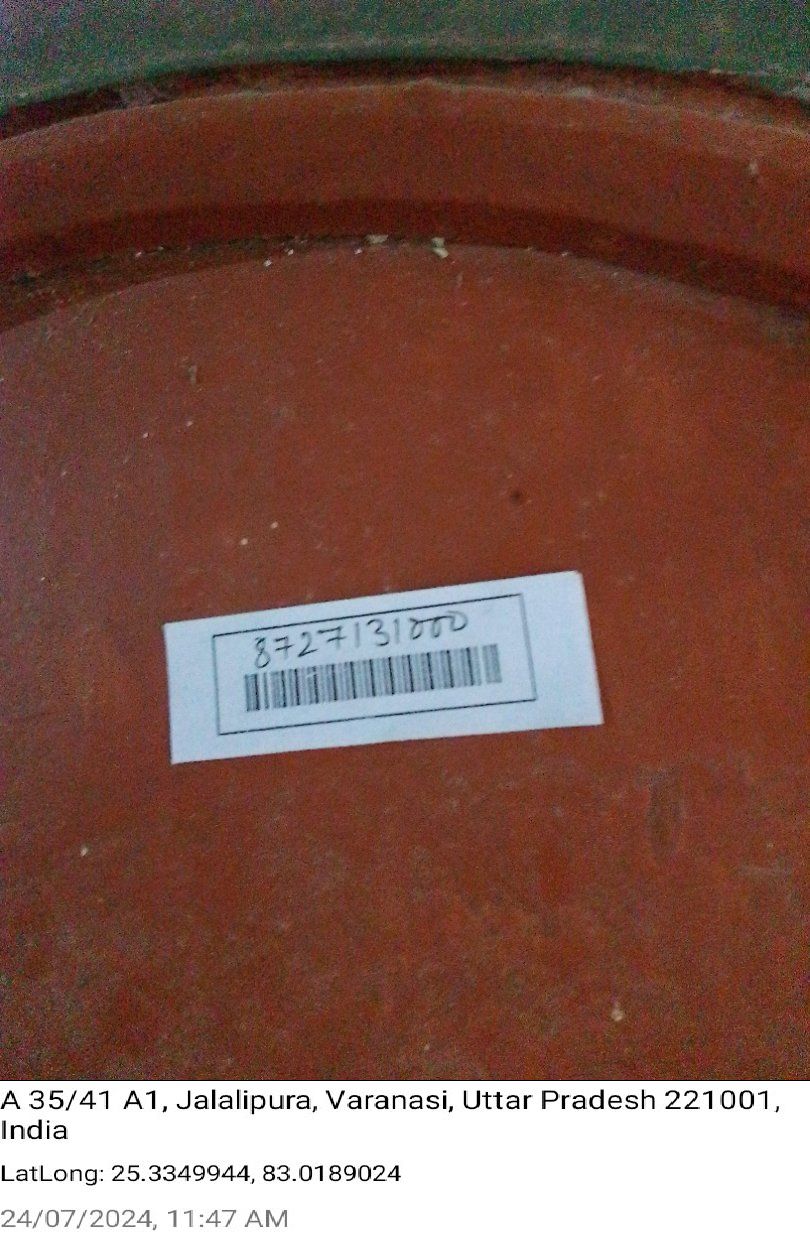 8727131000
A 35/41 A1, Jalalipura, Varanasi, Uttar Pradesh 221001,
India
LatLong: 25.3349944, 83.0189024
24/07/2024, 11:47 AM